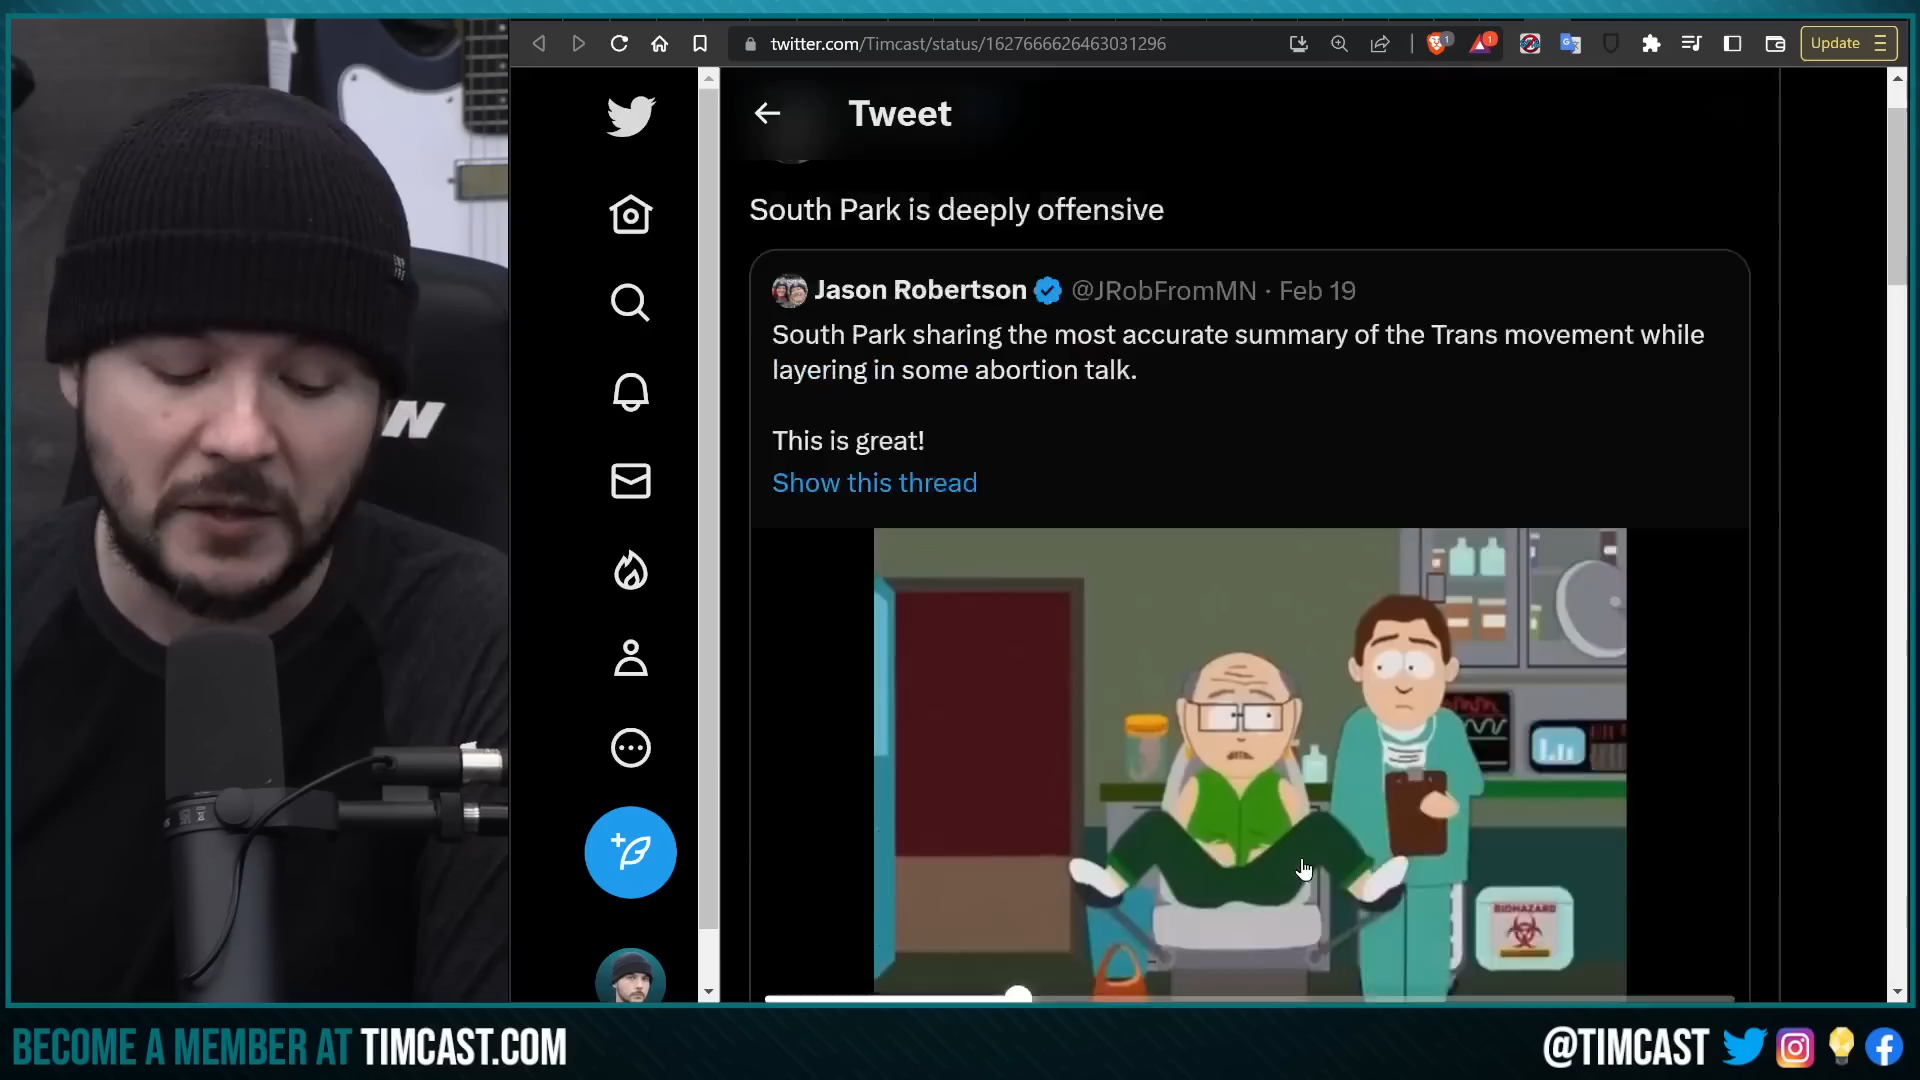 twitter.com/Timcast/status/1627666626463031296
1
1
Update
Tweet
South Park is deeply offensive
Jason Robertson @JRobFromMN · Feb 19
South Park sharing the most accurate summary of the Trans movement while
layering in some abortion talk.
This is great!
Show this thread
BIOHAZARD
BECOME A MEMBER AT TIMCAST.COM
@TIMCAST